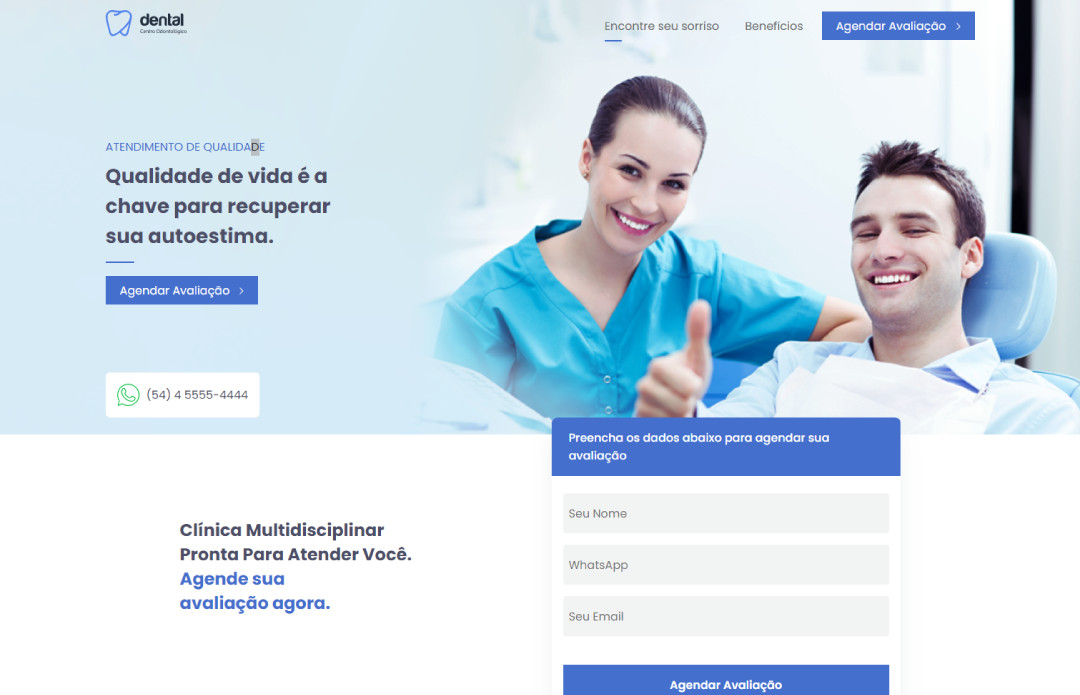 dental
Centro Odontológico
Encontre seu sorriso
Benefícios
Agendar Avaliação
ATENDIMENTO DE QUALIDADE
Qualidade de vida é a
chave para recuperar
sua autoestima.
Agendar Avaliação
(54) 4 5555-4444
Preencha os dados abaixo para agendar sua
avaliação
Seu Nome
WhatsApp
Seu Email
Agendar Avaliação
Clínica Multidisciplinar
Pronta Para Atender Você.
Agende sua
avaliação agora.